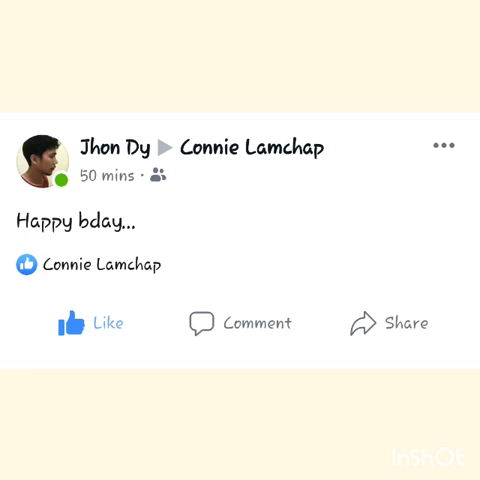 Jhon Dy ▶ Connie Lamchap
50 mins ·
Happy bday...
Connie Lamchap
Like Comment Share
InShOt